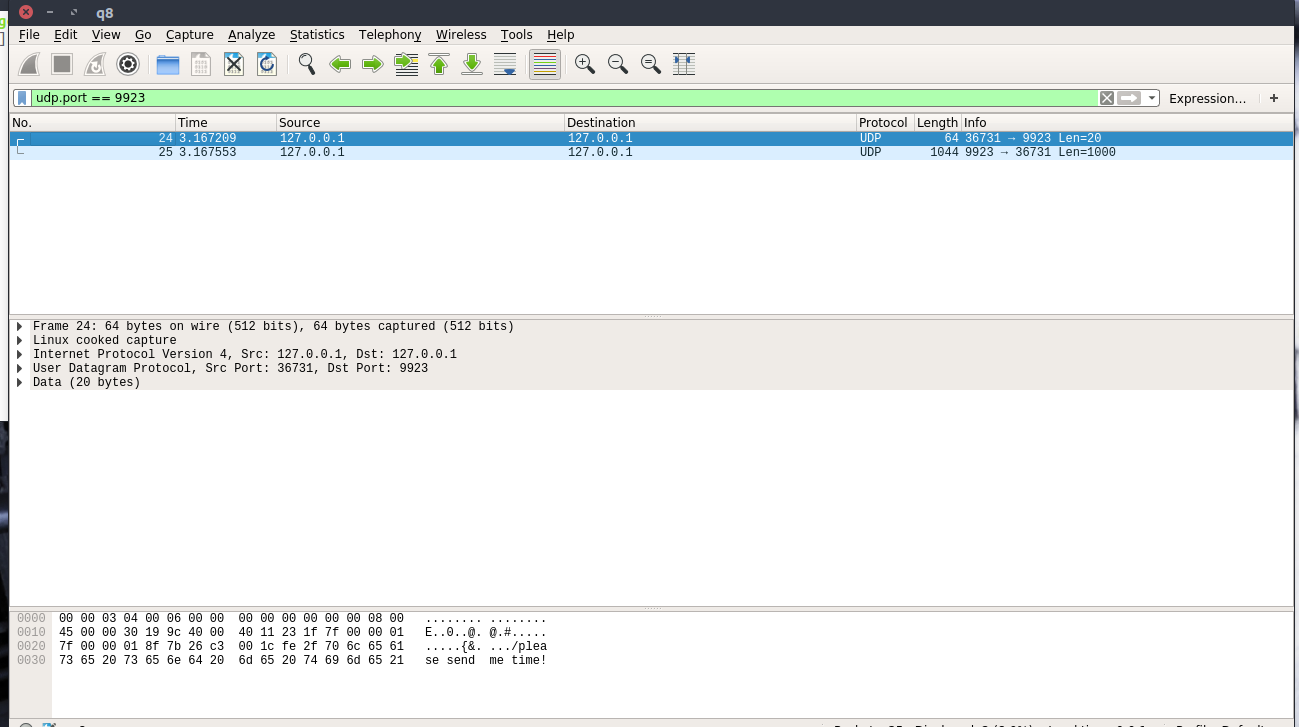 q8
File Edit View Go Capture Analyze Statistics Telephony Wireless Tools Help
udp.port == 9923 Expression… +
No. Time Source Destination Protocol Length Info
24 3.167209 127.0.0.1 127.0.0.1 UDP 64 36731 → 9923 Len=20
25 3.167553 127.0.0.1 127.0.0.1 UDP 1044 9923 → 36731 Len=1000
Frame 24: 64 bytes on wire (512 bits), 64 bytes captured (512 bits)
Linux cooked capture
Internet Protocol Version 4, Src: 127.0.0.1, Dst: 127.0.0.1
User Datagram Protocol, Src Port: 36731, Dst Port: 9923
Data (20 bytes)
0000 00 00 03 04 00 06 00 00 00 00 00 00 00 00 08 00 ........ ........
0010 45 00 00 30 19 9c 40 00 40 11 23 1f 7f 00 00 01 E..0..@. @.#.....
0020 7f 00 00 01 8f 7b 26 c3 00 1c fe 2f 70 6c 65 61 .....{&. .../plea
0030 73 65 20 73 65 6e 64 20 6d 65 20 74 69 6d 65 21 se send  me time!